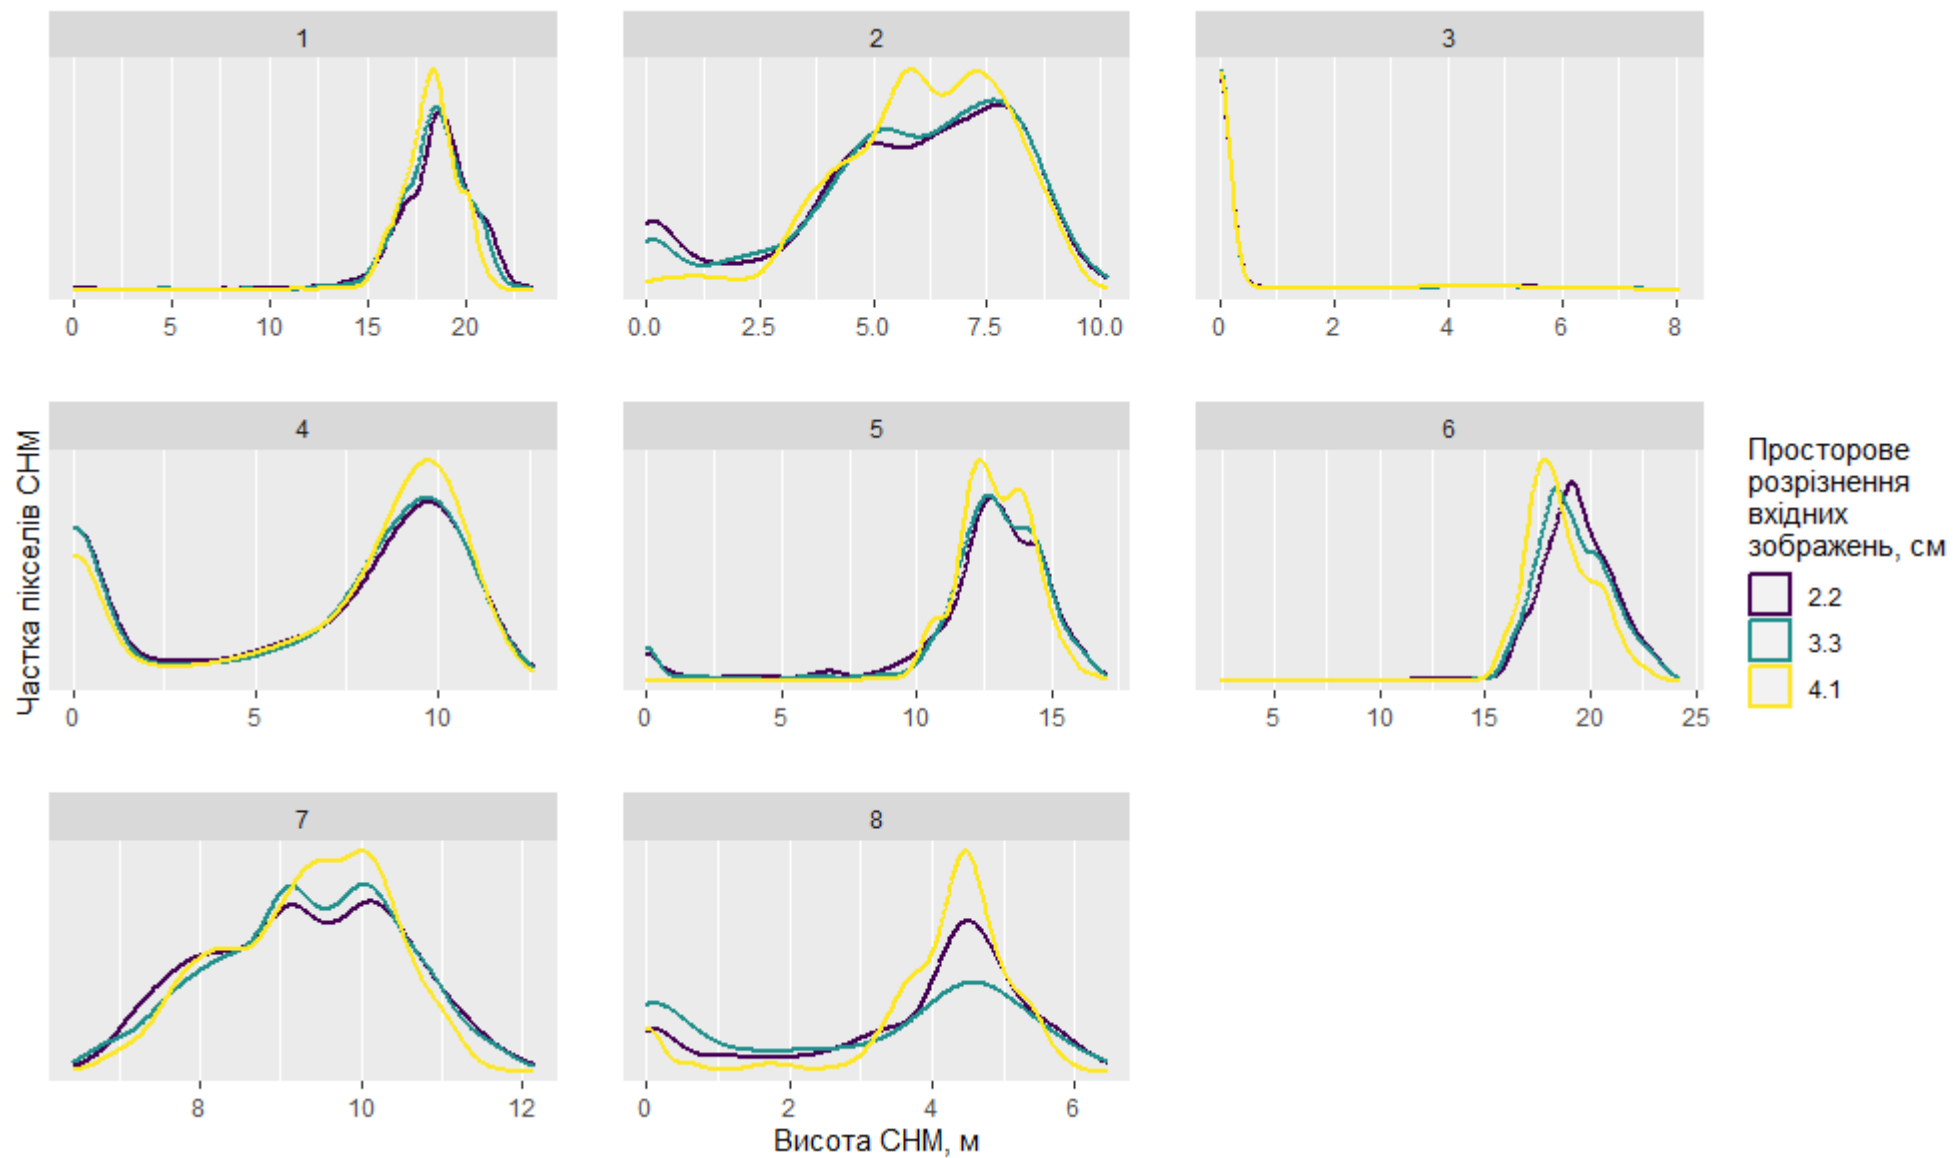 1
2
3
0 5 10 15 20
0.0 2.5 5.0 7.5 10.0
0 2 4 6 8
4
5
6
0 5 10
0 5 10 15
5 10 15 20 25
7
8
8 10 12
0 2 4 6
Висота CHM, м
Частка пікселів CHM
Просторове
розрізнення
вхідних
зображень, см
2.2
3.3
4.1